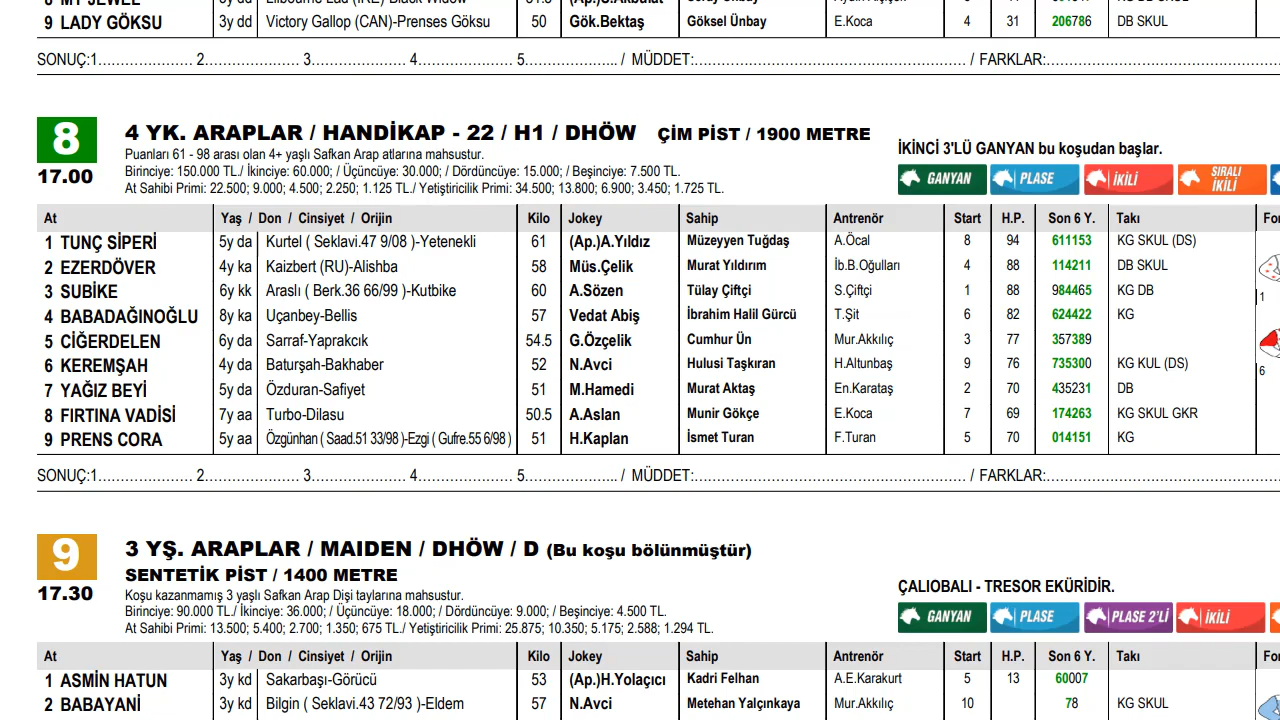 9 LADY GÖKSU 3y dd Victory Gallop (CAN)-Prenses Göksu 50 Gök.Bektaş Göksel Ünbay E.Koca 4 31 206786 DB SKUL
SONUÇ:1..................... 2..................... 3..................... 4..................... 5..................... / MÜDDET:............................................................ / FARKLAR:....................................................
8 4 YK. ARAPLAR / HANDİKAP - 22 / H1 / DHÖW ÇİM PİST / 1900 METRE
İKİNCİ 3'LÜ GANYAN bu koşudan başlar.
17.00
Puanları 61 - 98 arası olan 4+ yaşlı Safkan Arap atlarına mahsustur.
Birinciye: 150.000 TL./ İkinciye: 60.000; / Üçüncüye: 30.000; / Dördüncüye: 15.000; / Beşinciye: 7.500 TL.
At Sahibi Primi: 22.500; 9.000; 4.500; 2.250; 1.125 TL./ Yetiştiricilik Primi: 34.500; 13.800; 6.900; 3.450; 1.725 TL.
GANYAN PLASE İKİLİ SIRALI İKİLİ
At Yaş / Don / Cinsiyet / Orijin Kilo Jokey Sahip Antrenör Start H.P. Son 6 Y. Takı
1 TUNÇ SİPERİ 5y da Kurtel ( Seklavi.47 9/08 )-Yetenekli 61 (Ap.)A.Yıldız Müzeyyen Tuğdaş A.Öcal 8 94 611153 KG SKUL (DS)
2 EZERDÖVER 4y ka Kaizbert (RU)-Alishba 58 Müs.Çelik Murat Yıldırım İb.B.Oğulları 4 88 114211 DB SKUL
3 SUBİKE 6y kk Araslı ( Berk.36 66/99 )-Kutbike 60 A.Sözen Tülay Çiftçi S.Çiftçi 1 88 984465 KG DB 1
4 BABADAĞINOĞLU 8y ka Uçanbey-Bellis 57 Vedat Abiş İbrahim Halil Gürcü T.Şit 6 82 624422 KG
5 CİĞERDELEN 6y da Sarraf-Yaprakcık 54.5 G.Özçelik Cumhur Ün Mur.Akkılıç 3 77 357389
6 KEREMŞAH 4y da Baturşah-Bakhaber 52 N.Avci Hulusi Taşkıran H.Altunbaş 9 76 735300 KG KUL (DS) 6
7 YAĞIZ BEYİ 5y da Özduran-Safiyet 51 M.Hamedi Murat Aktaş En.Karataş 2 70 435231 DB
8 FIRTINA VADİSİ 7y aa Turbo-Dilasu 50.5 A.Aslan Munir Gökçe E.Koca 7 69 174263 KG SKUL GKR
9 PRENS CORA 5y aa Özgünhan ( Saad.51 33/98 )-Ezgi ( Gufre.55 6/98 ) 51 H.Kaplan İsmet Turan F.Turan 5 70 014151 KG
SONUÇ:1..................... 2..................... 3..................... 4..................... 5..................... / MÜDDET:............................................................ / FARKLAR:....................................................
9 3 YŞ. ARAPLAR / MAIDEN / DHÖW / D (Bu koşu bölünmüştür)
SENTETİK PİST / 1400 METRE
17.30
ÇALIOBALI - TRESOR EKÜRİDİR.
Koşu kazanmamış 3 yaşlı Safkan Arap Dişi taylarına mahsustur.
Birinciye: 90.000 TL./ İkinciye: 36.000; / Üçüncüye: 18.000; / Dördüncüye: 9.000; / Beşinciye: 4.500 TL.
At Sahibi Primi: 13.500; 5.400; 2.700; 1.350; 675 TL./ Yetiştiricilik Primi: 25.875; 10.350; 5.175; 2.588; 1.294 TL.
GANYAN PLASE PLASE 2'Lİ İKİLİ
At Yaş / Don / Cinsiyet / Orijin Kilo Jokey Sahip Antrenör Start H.P. Son 6 Y. Takı
1 ASMİN HATUN 3y kd Sakarbaşı-Görücü 53 (Ap.)H.Yolaçıcı Kadri Felhan A.E.Karakurt 5 13 60007
2 BABAYANİ 3y kd Bilgin ( Seklavi.43 72/93 )-Eldem 57 N.Avci Metehan Yalçınkaya Mur.Akkılıç 10 78 KG SKUL